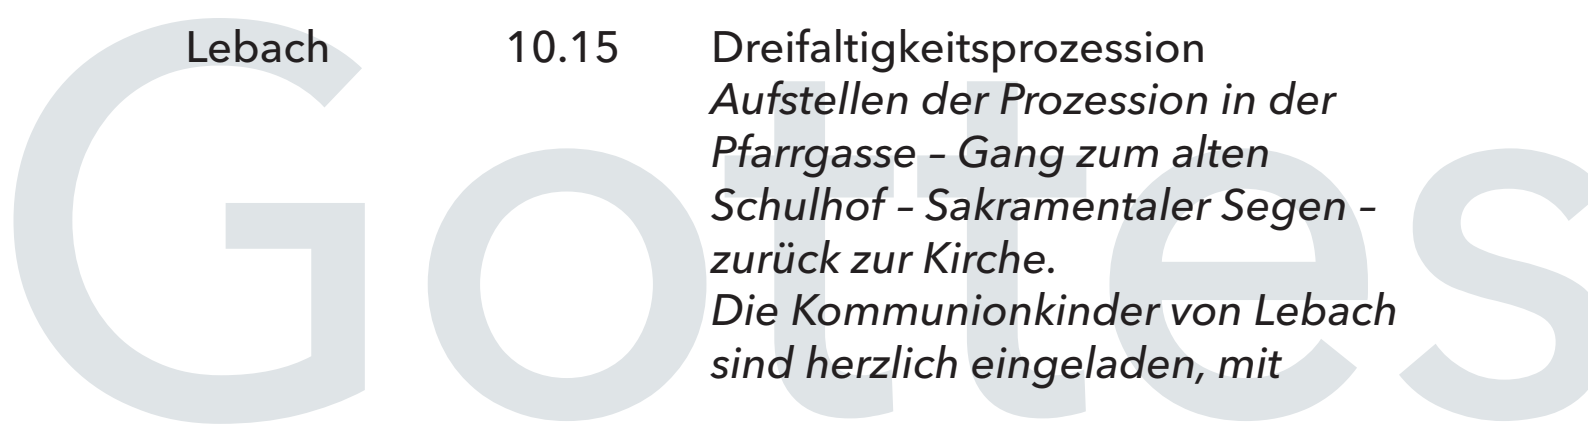 Lebach 10.15 Dreifaltigkeitsprozession
Aufstellen der Prozession in der
Pfarrgasse – Gang zum alten
Schulhof – Sakramentaler Segen –
zurück zur Kirche.
Die Kommunionkinder von Lebach
sind herzlich eingeladen, mit
Gottes